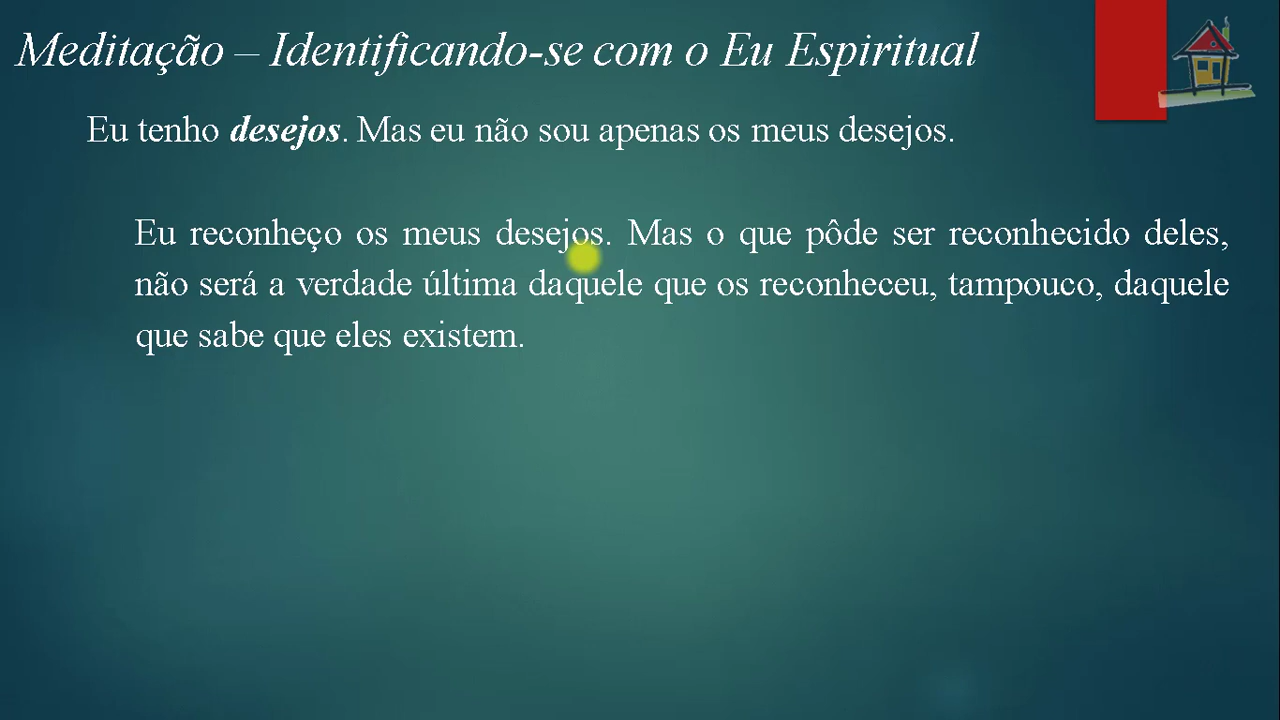 Meditação – Identificando-se com o Eu Espiritual
Eu tenho desejos. Mas eu não sou apenas os meus desejos.
Eu reconheço os meus desejos. Mas o que pôde ser reconhecido deles,
não será a verdade última daquele que os reconheceu, tampouco, daquele
que sabe que eles existem.